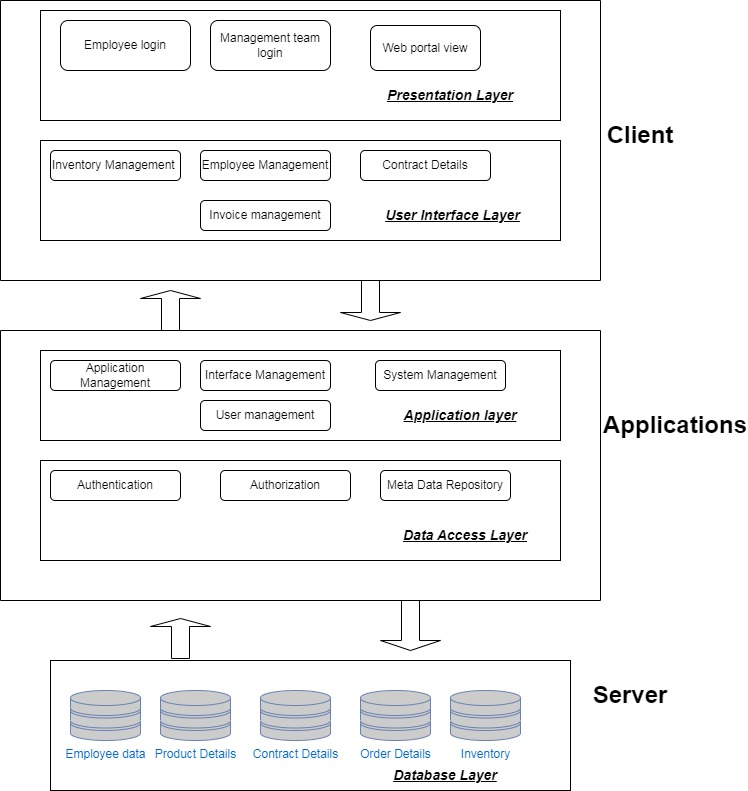 Employee login
Management team
login
Web portal view
Presentation Layer
Client
Inventory Management
Employee Management
Contract Details
Invoice management
User Interface Layer
Application
Management
Interface Management
System Management
User management
Application layer
Applications
Authentication
Authorization
Meta Data Repository
Data Access Layer
Server
Employee data
Product Details
Contract Details
Order Details
Inventory
Database Layer